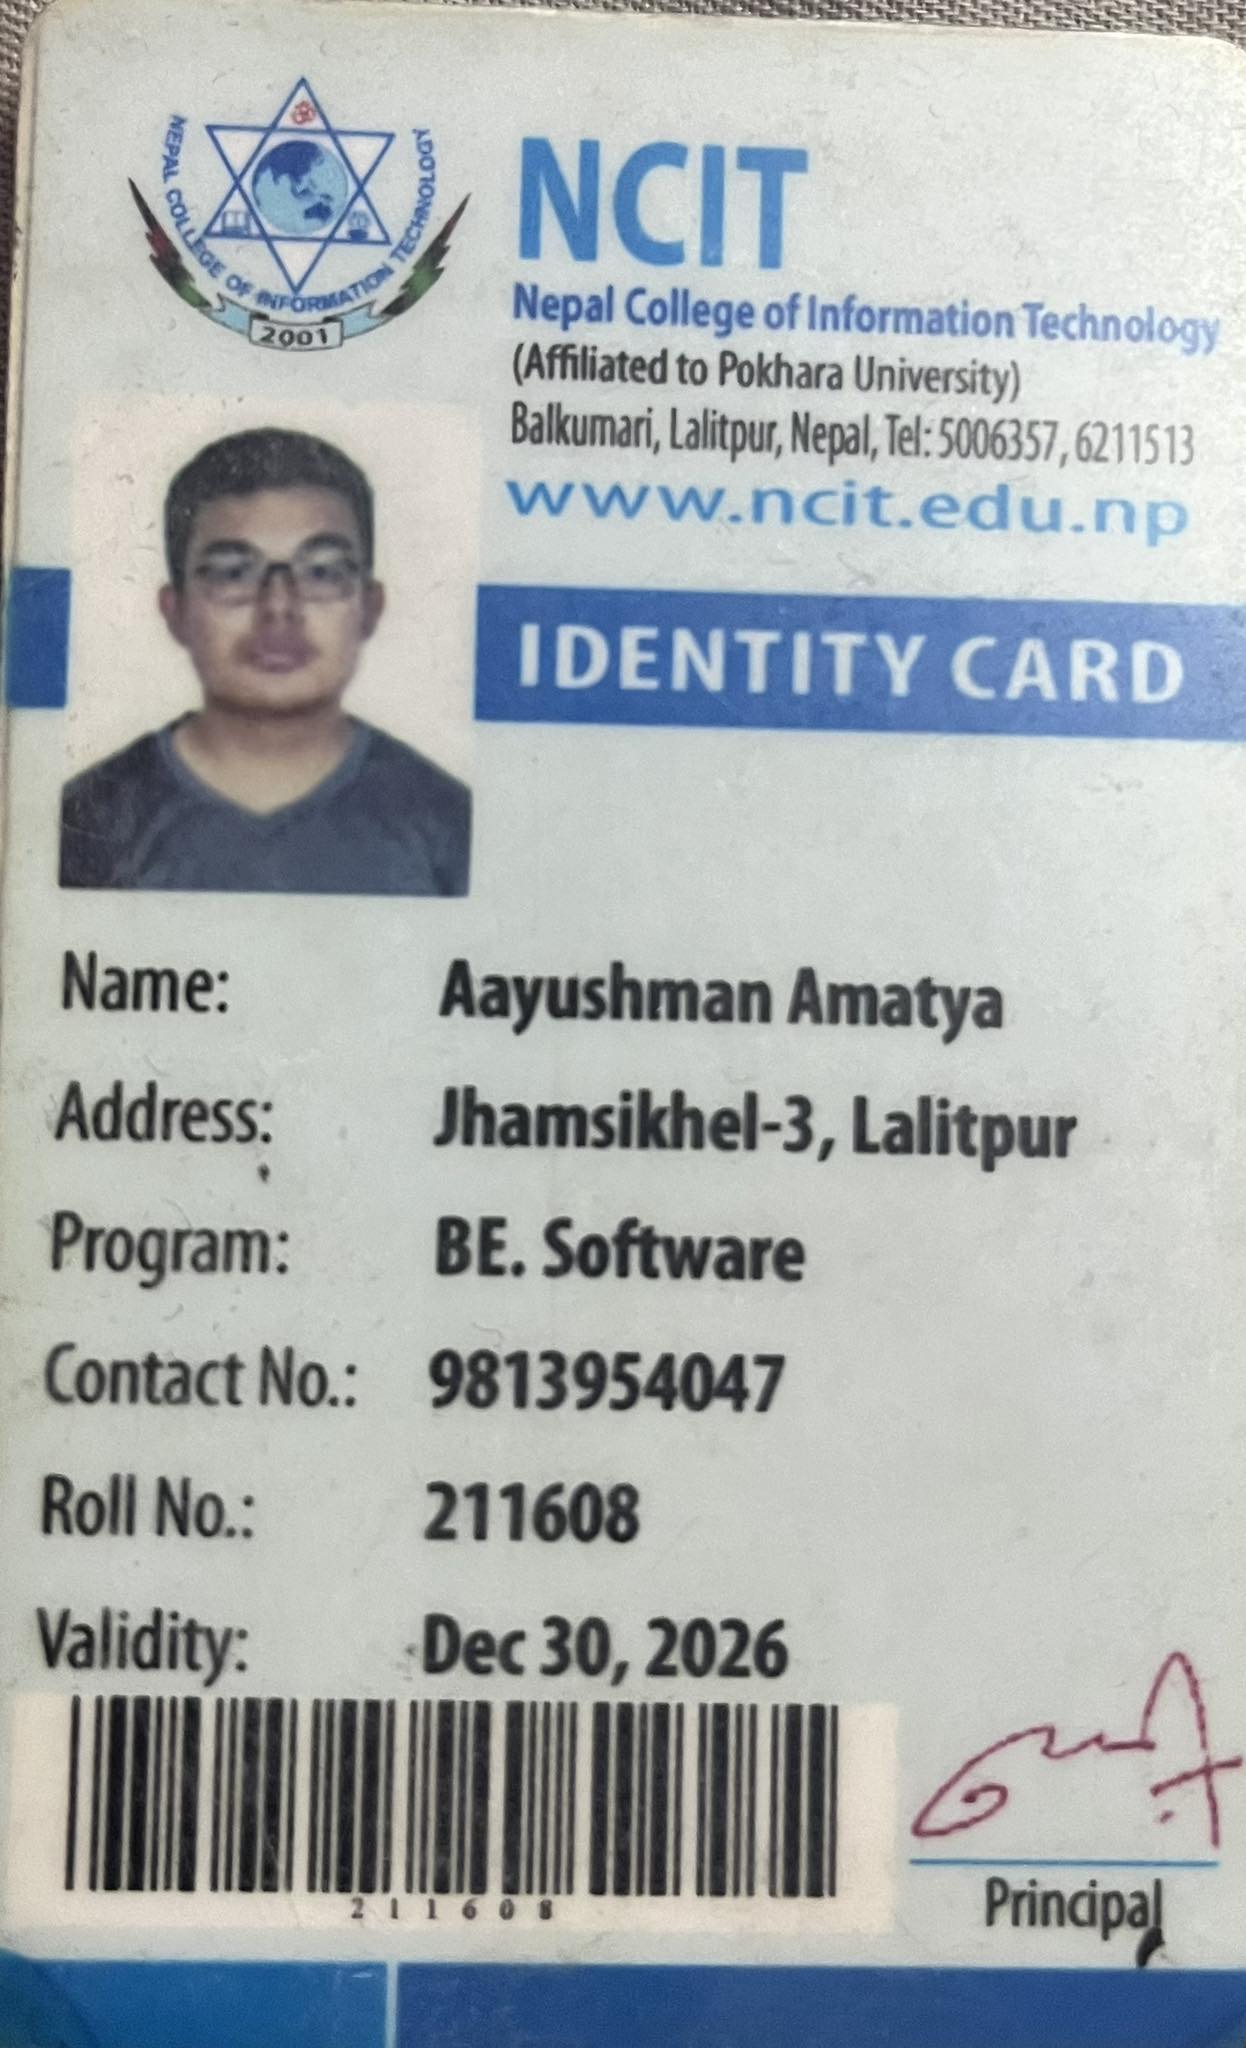 NEPAL COLLEGE OF INFORMATION TECHNOLOGY
2001
NCIT
Nepal College of Information Technology
(Affiliated to Pokhara University)
Balkumari, Lalitpur, Nepal, Tel: 5006357, 6211513
www.ncit.edu.np
IDENTITY CARD
Name: Aayushman Amatya
Address: Jhamsikhel-3, Lalitpur
Program: BE. Software
Contact No.: 9813954047
Roll No.: 211608
Validity: Dec 30, 2026
211608
Principal